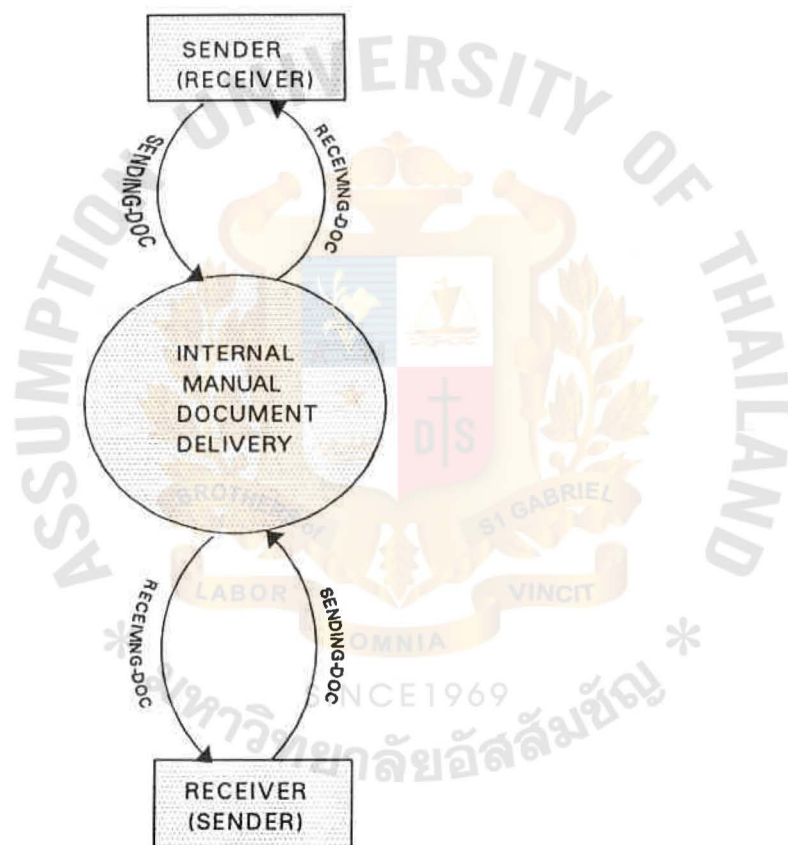 SENDER
(RECEIVER)
SENDING-DOC
RECEIVING-DOC
INTERNAL
MANUAL
DOCUMENT
DELIVERY
RECEIVING-DOC
SENDING-DOC
RECEIVER
(SENDER)
ASSUMPTION UNIVERSITY OF THAILAND
DS
BROTHERS of
ST GABRIEL
LABOR
OMNIA
VINCIT
SINCE1969
* มหาวิทยาลัยอัสสัมชัญ *